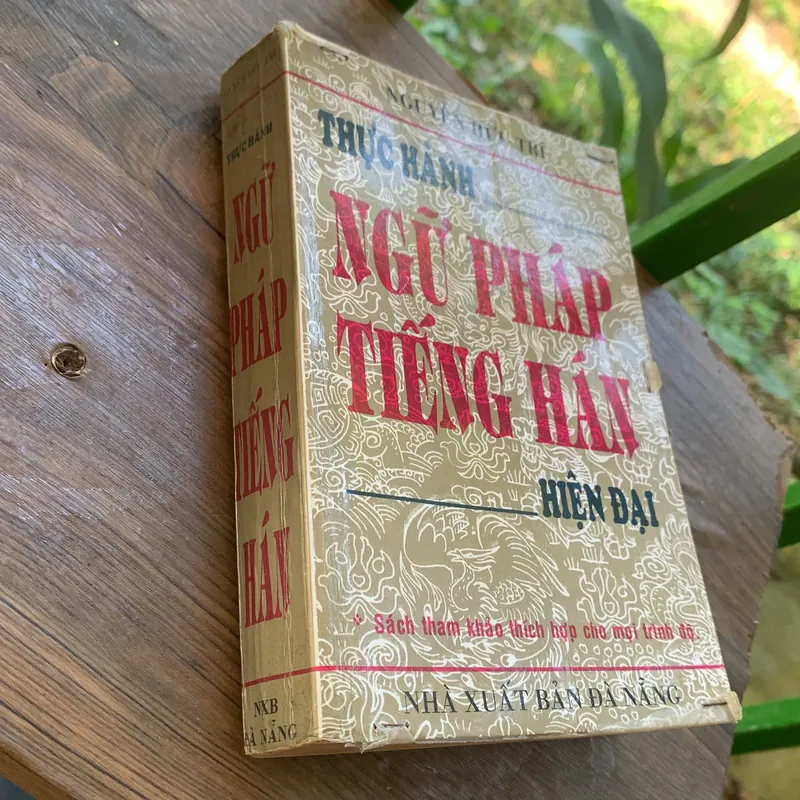 NGUYỄN HỮU TRÍ
THỰC HÀNH
NGỮ PHÁP
TIẾNG HÁN
HIỆN ĐẠI
* Sách tham khảo thích hợp cho mọi trình độ
NHÀ XUẤT BẢN ĐÀ NẴNG
THỰC HÀNH
NGỮ
PHÁP
TIẾNG
HÁN
NXB
ĐÀ NẴNG